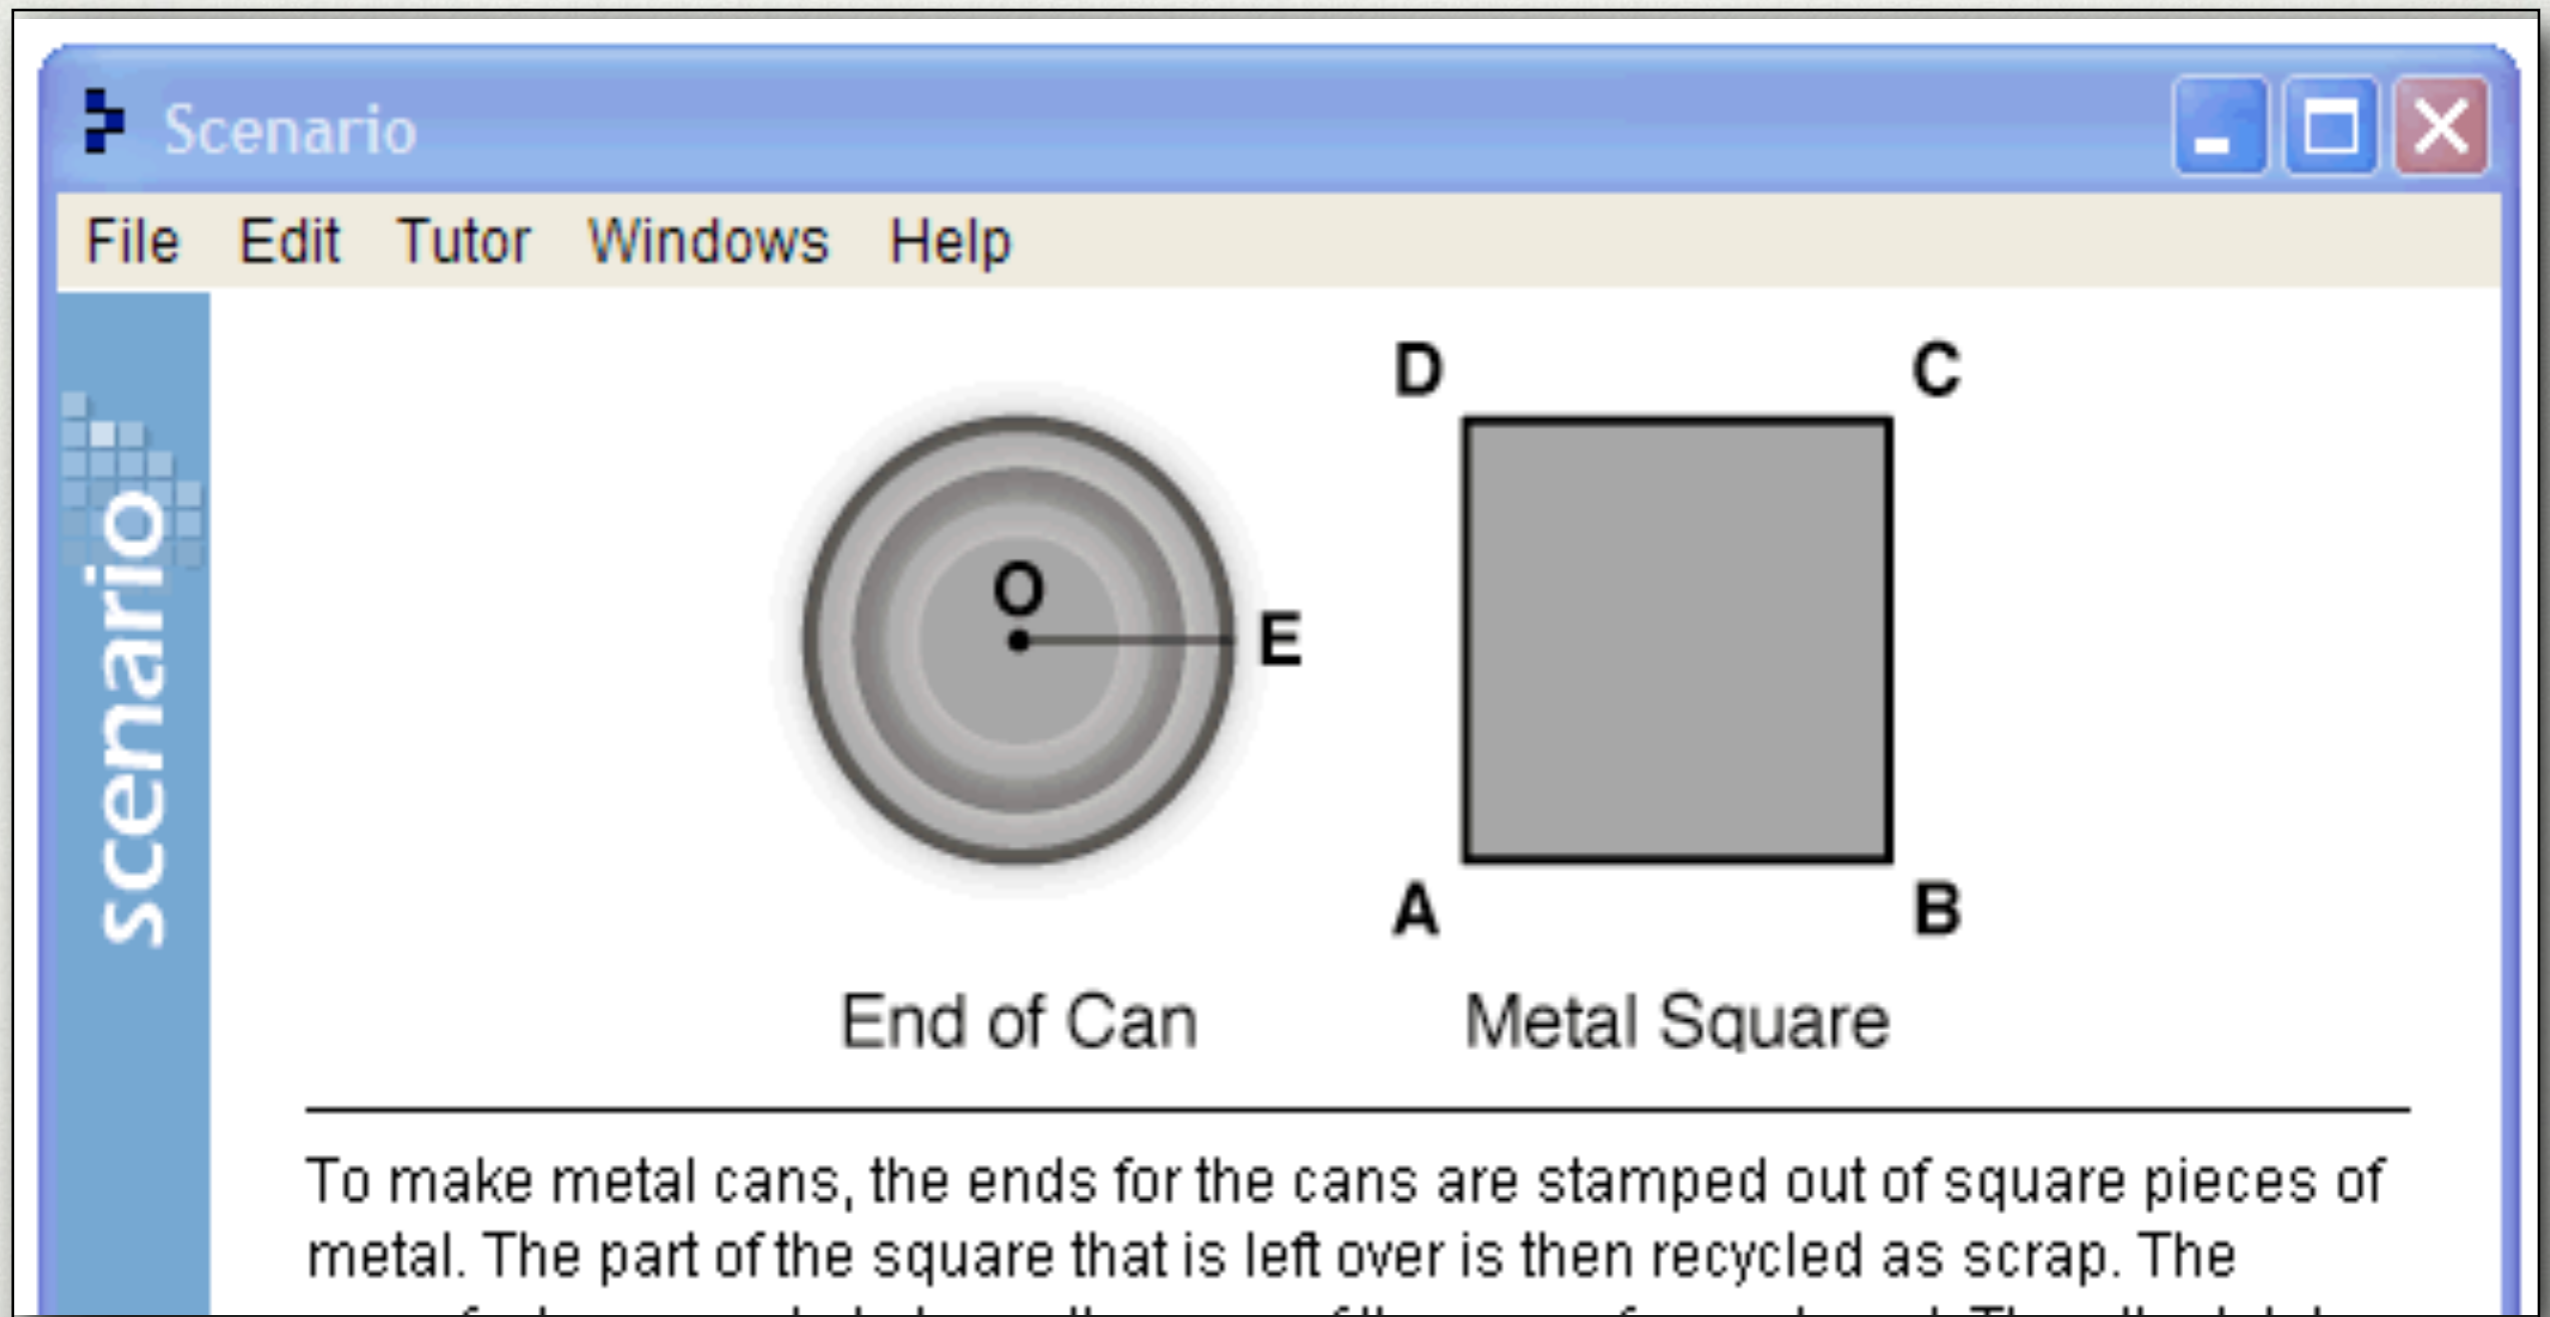 Scenario
File Edit Tutor Windows Help
scenario
D C
O
E
A B
End of Can Metal Square
To make metal cans, the ends for the cans are stamped out of square pieces of
metal. The part of the square that is left over is then recycled as scrap. The